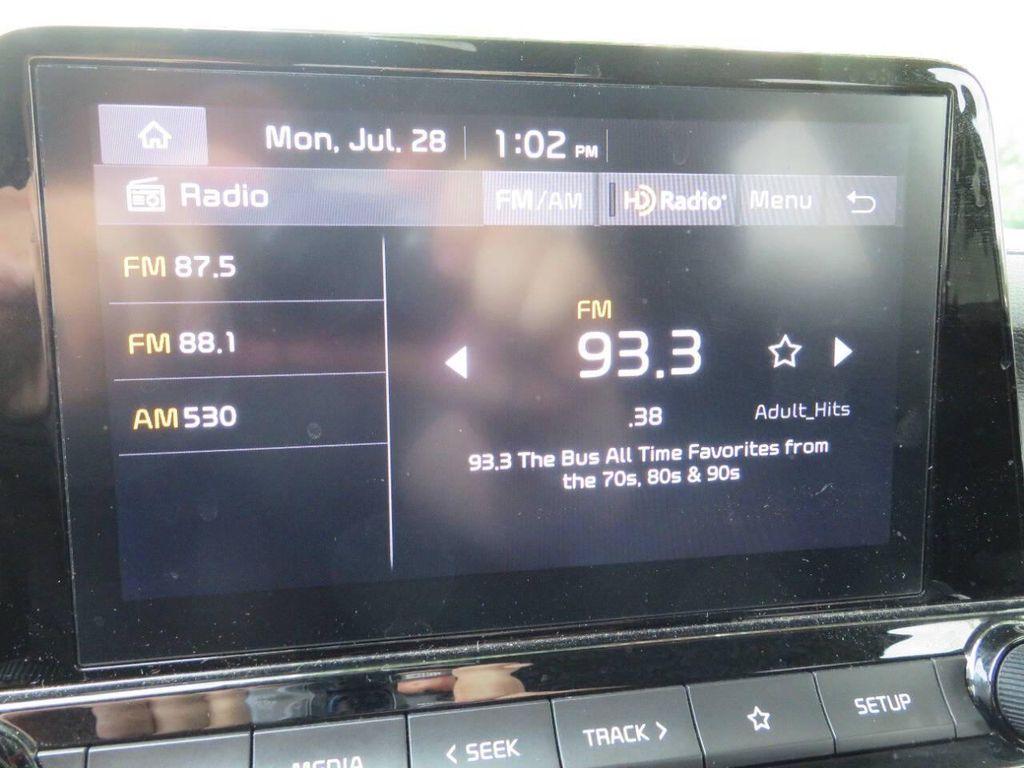 Mon, Jul. 28 1:02 PM
Radio FM/AM HD Radio Menu
FM 87.5
FM 88.1
AM 530
FM
93.3
.38 Adult_Hits
93.3 The Bus All Time Favorites from
the 70s, 80s & 90s
MEDIA < SEEK TRACK > SETUP